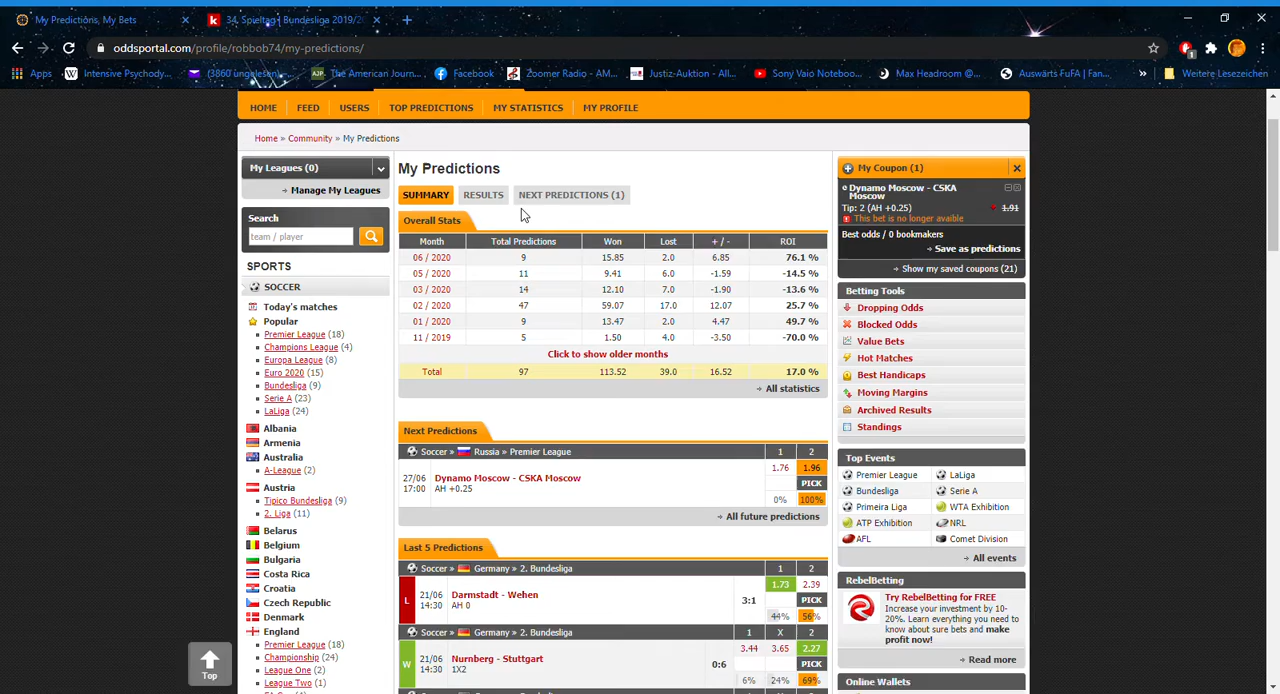 My Predictions, My Bets
34. Spieltag | Bundesliga 2019/20
oddsportal.com/profile/robbob74/my-predictions/
Apps Intensive Psychody... (3860 ungelesen) ... The American Journ... Facebook Zoomer Radio - AM... Justiz-Auktion - All... Sony Vaio Noteboo... Max Headroom @... Auswärts FuFA | Fan... » Weitere Lesezeichen
HOME FEED USERS TOP PREDICTIONS MY STATISTICS MY PROFILE
Home » Community » My Predictions
My Leagues (0)
Manage My Leagues
Search
team / player
SPORTS
SOCCER
Today's matches
Popular
Premier League (18)
Champions League (4)
Europa League (8)
Euro 2020 (15)
Bundesliga (9)
Serie A (23)
LaLiga (24)
Albania
Armenia
Australia
A-League (2)
Austria
Tipico Bundesliga (9)
2. Liga (11)
Belarus
Belgium
Bulgaria
Costa Rica
Croatia
Czech Republic
Denmark
England
Premier League (18)
Championship (24)
League One (2)
League Two (1)
Top
My Predictions
SUMMARY RESULTS NEXT PREDICTIONS (1)
Overall Stats
Month Total Predictions Won Lost + / - ROI
06 / 2020 9 15.85 2.0 6.85 76.1 %
05 / 2020 11 9.41 6.0 -1.59 -14.5 %
03 / 2020 14 12.10 7.0 -1.90 -13.6 %
02 / 2020 47 59.07 17.0 12.07 25.7 %
01 / 2020 9 13.47 2.0 4.47 49.7 %
11 / 2019 5 1.50 4.0 -3.50 -70.0 %
Click to show older months
Total 97 113.52 39.0 16.52 17.0 %
All statistics
Next Predictions
Soccer » Russia » Premier League 1 2
27/06 17:00 Dynamo Moscow - CSKA Moscow 1.76 1.96
AH +0.25 PICK
0% 100%
All future predictions
Last 5 Predictions
Soccer » Germany » 2. Bundesliga 1 2
L 21/06 14:30 Darmstadt - Wehen 3:1 1.73 2.39
AH 0 PICK
44% 56%
Soccer » Germany » 2. Bundesliga 1 X 2
W 21/06 14:30 Nurnberg - Stuttgart 0:6 3.44 3.65 2.27
1X2 PICK
6% 24% 69%
My Coupon (1)
Dynamo Moscow - CSKA Moscow
Tip: 2 (AH +0.25) 1.91
This bet is no longer avaible
Best odds / 0 bookmakers
Save as predictions
Show my saved coupons (21)
Betting Tools
Dropping Odds
Blocked Odds
Value Bets
Hot Matches
Best Handicaps
Moving Margins
Archived Results
Standings
Top Events
Premier League LaLiga
Bundesliga Serie A
Primeira Liga WTA Exhibition
ATP Exhibition NRL
AFL Comet Division
All events
RebelBetting
Try RebelBetting for FREE
Increase your investment by 10-
20%. Learn everything you need
to know about sure bets and make
profit now!
Read more
Online Wallets